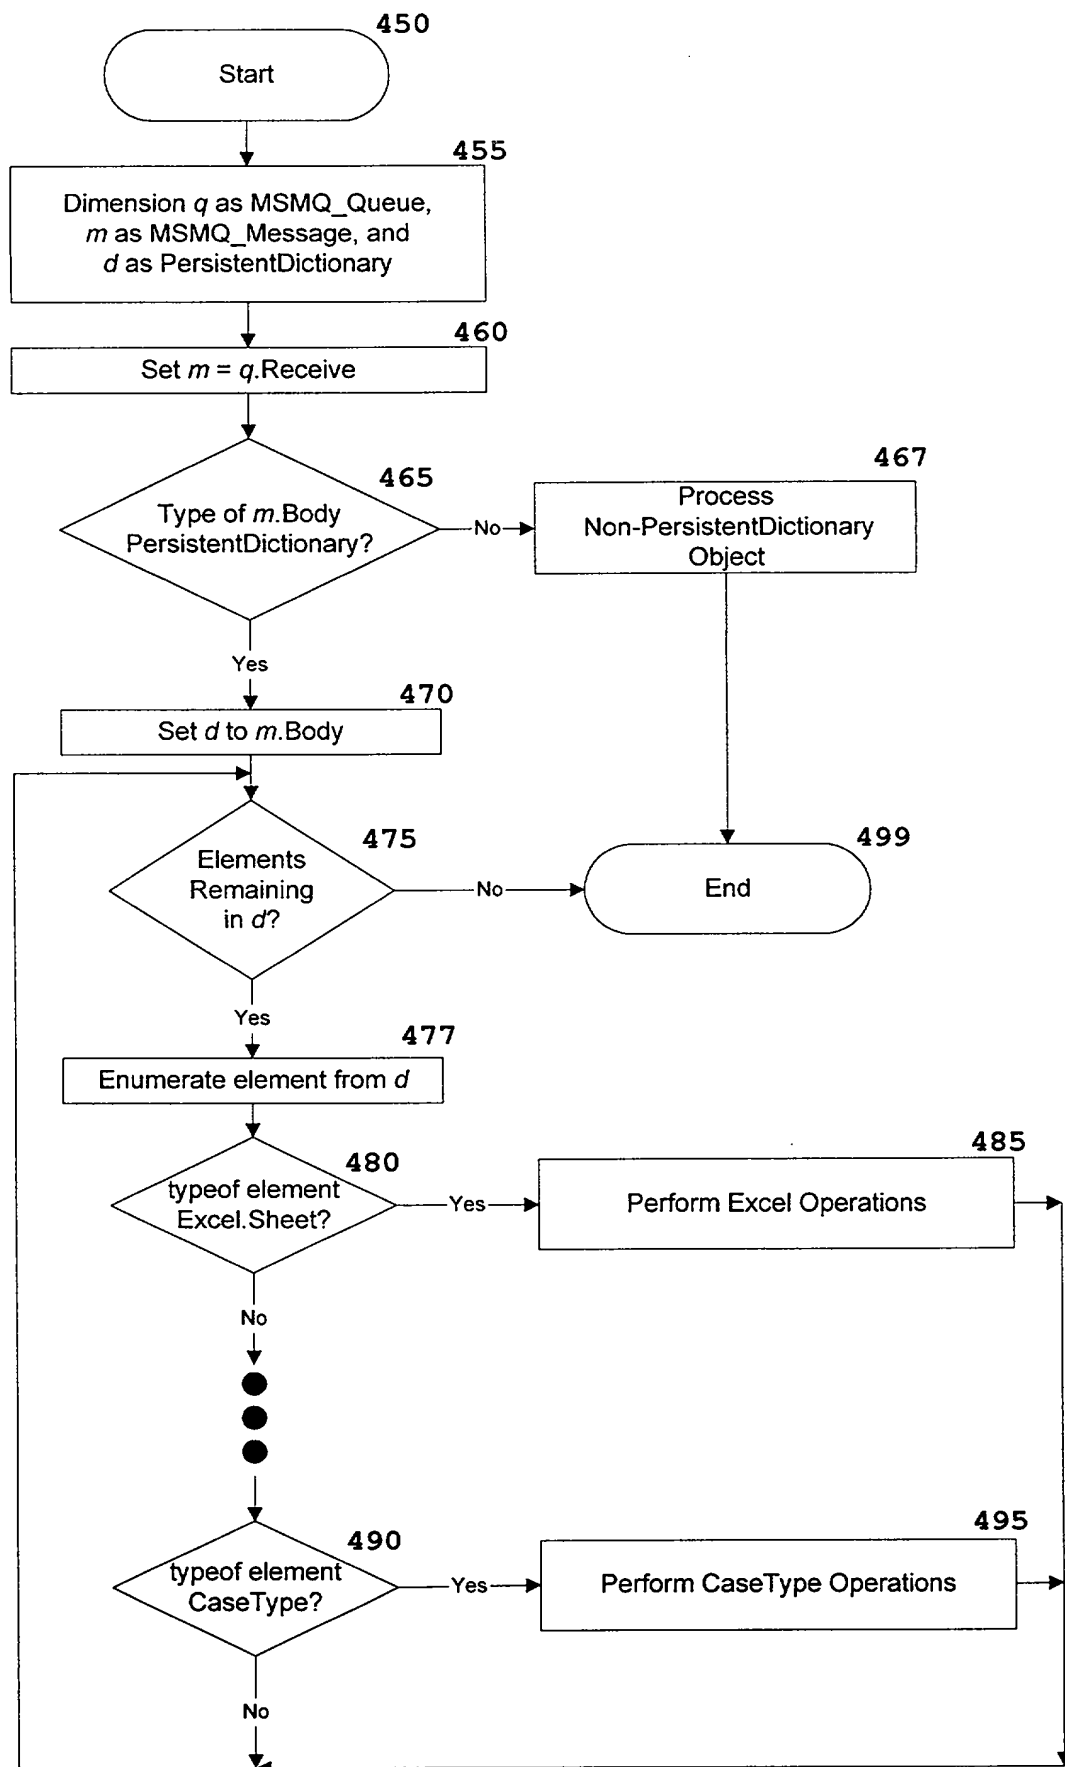 450
Start
455
Dimension q as MSMQ_Queue,
m as MSMQ_Message, and
d as PersistentDictionary
460
Set m = q.Receive
465
Type of m.Body
PersistentDictionary?
No
467
Process
Non-PersistentDictionary
Object
Yes
470
Set d to m.Body
475
Elements
Remaining
in d?
No
499
End
Yes
477
Enumerate element from d
480
typeof element
Excel.Sheet?
Yes
485
Perform Excel Operations
No
490
typeof element
CaseType?
Yes
495
Perform CaseType Operations
No